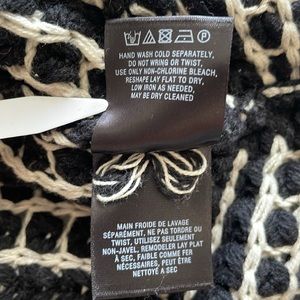 HAND WASH COLD SEPARATELY,
DO NOT WRING OR TWIST,
USE ONLY NON-CHLORINE BLEACH,
RESHAPE LAY FLAT TO DRY,
LOW IRON AS NEEDED,
MAY BE DRY CLEANED
MAIN FROIDE DE LAVAGE
SÉPARÉMENT, NE PAS TORDRE OU
TWIST, UTILISEZ SEULEMENT
NON-JAVEL, REMODELER LAY PLAT
À SEC, COMME FER
NÉCESSAIRES, PEUT ÊTRE
NETTOYÉ A SEC